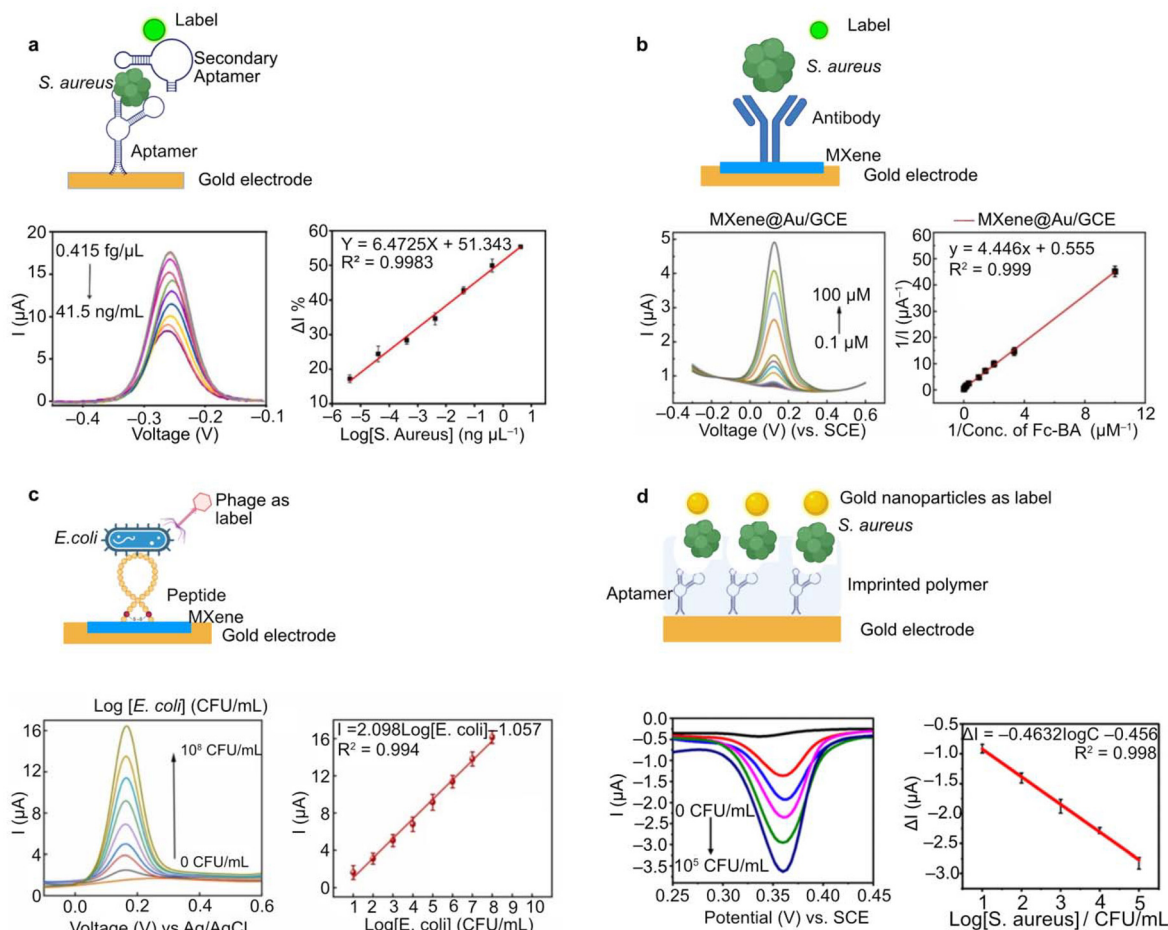 a
Label
Secondary
Aptamer
S. aureus
Aptamer
Gold electrode
20
15
10
5
0
I (µA)
0.415 fg/µL
41.5 ng/mL
–0.4
–0.3
–0.2
–0.1
Voltage (V)
60
50
40
30
20
10
ΔI %
Y = 6.4725X + 51.343
R² = 0.9983
–6
–5
–4
–3
–2
–1
0
1
Log[S. Aureus] (ng µL⁻¹)
b
Label
S. aureus
Antibody
MXene
Gold electrode
MXene@Au/GCE
5
4
3
2
1
0
I (µA)
100 µM
0.1 µM
–0.4
–0.2
0.0
0.2
0.4
0.6
Voltage (V) (vs. SCE)
MXene@Au/GCE
60
50
40
30
20
10
0
1/I (µA⁻¹)
y = 4.446x + 0.555
R² = 0.999
0
4
8
12
1/Conc. of Fc-BA (µM⁻¹)
c
Phage as
label
E.coli
Peptide
MXene
Gold electrode
Log [E. coli] (CFU/mL)
16
12
8
4
0
I (µA)
10⁸ CFU/mL
0 CFU/mL
0.0
0.2
0.4
0.6
Voltage (V) vs Ag/AgCl
16
12
8
4
0
I (µA)
I =2.098Log[E. coli]–1.057
R² = 0.994
1 2 3 4 5 6 7 8 9 10
Log[E. coli] (CFU/mL)
d
Gold nanoparticles as label
S. aureus
Aptamer
Imprinted polymer
Gold electrode
0.0
–0.5
–1.0
–1.5
–2.0
–2.5
–3.0
–3.5
I (µA)
0 CFU/mL
10⁵ CFU/mL
0.25
0.30
0.35
0.40
0.45
Potential (V) vs. SCE
–0.5
–1.0
–1.5
–2.0
–2.5
–3.0
ΔI (µA)
ΔI = –0.4632logC –0.456
R² = 0.998
1 2 3 4 5
Log[S. aureus] / CFU/mL